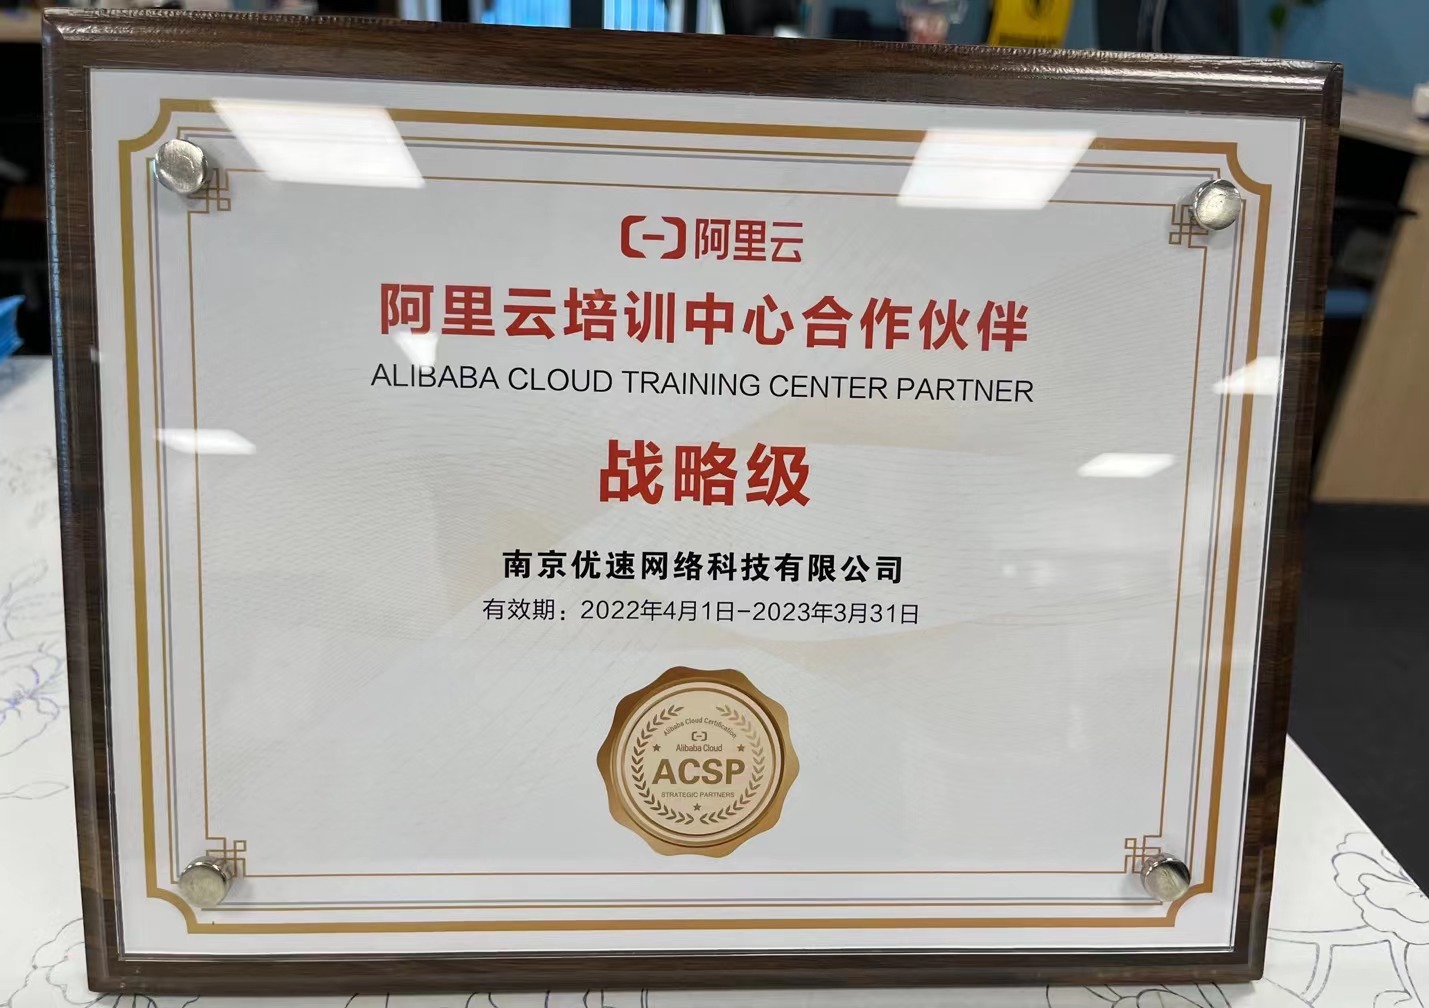 阿里云
阿里云培训中心合作伙伴
ALIBABA CLOUD TRAINING CENTER PARTNER
战略级
南京优速网络科技有限公司
有效期：2022年4月1日-2023年3月31日
Alibaba Cloud Certification
Alibaba Cloud
ACSP
STRATEGIC PARTNERS